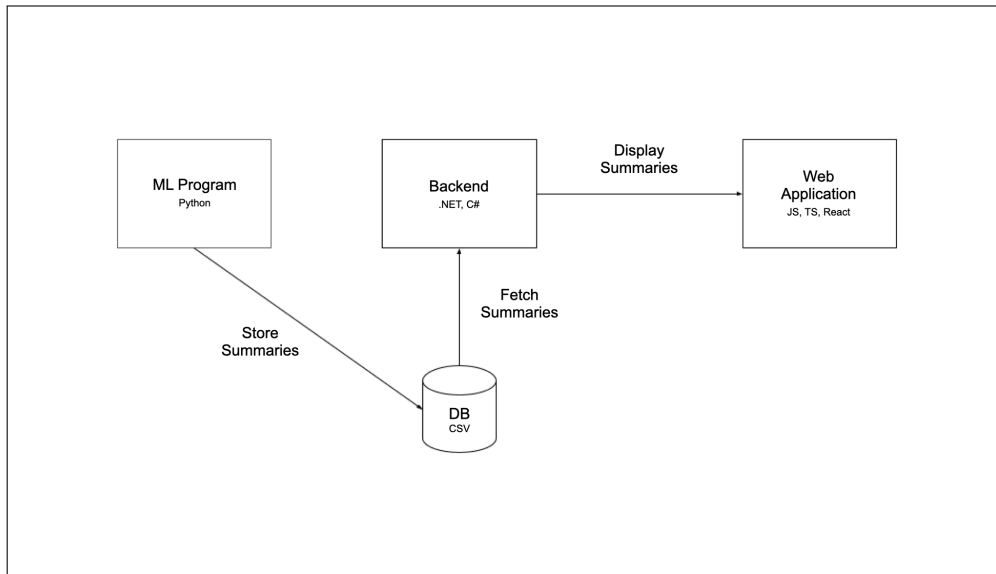 ML Program
Python
Backend
.NET, C#
Display
Summaries
Web
Application
JS, TS, React
Store
Summaries
Fetch
Summaries
DB
CSV